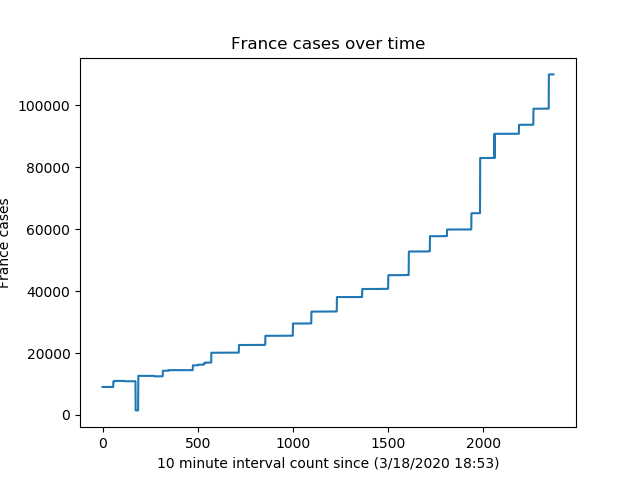 France cases over time
100000
80000
60000
40000
20000
0
France cases
0 500 1000 1500 2000
10 minute interval count since (3/18/2020 18:53)